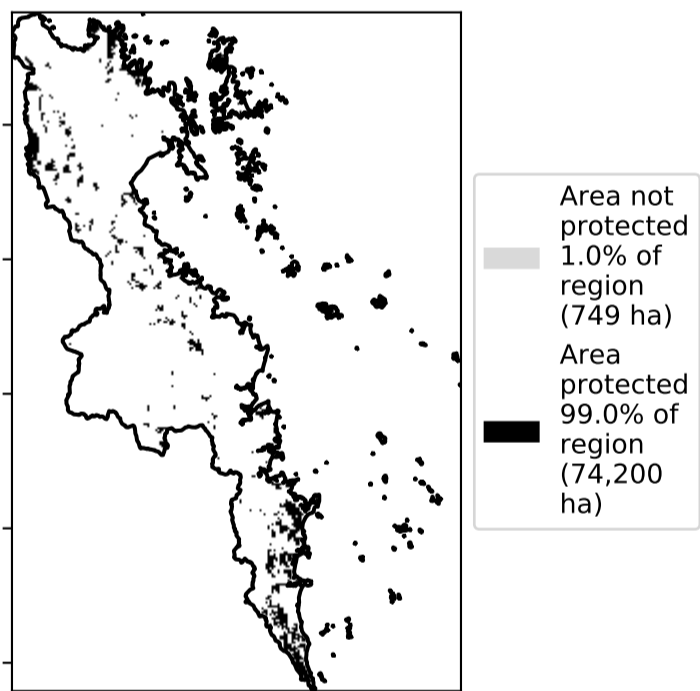 Area not
protected
1.0% of
region
(749 ha)
Area
protected
99.0% of
region
(74,200
ha)